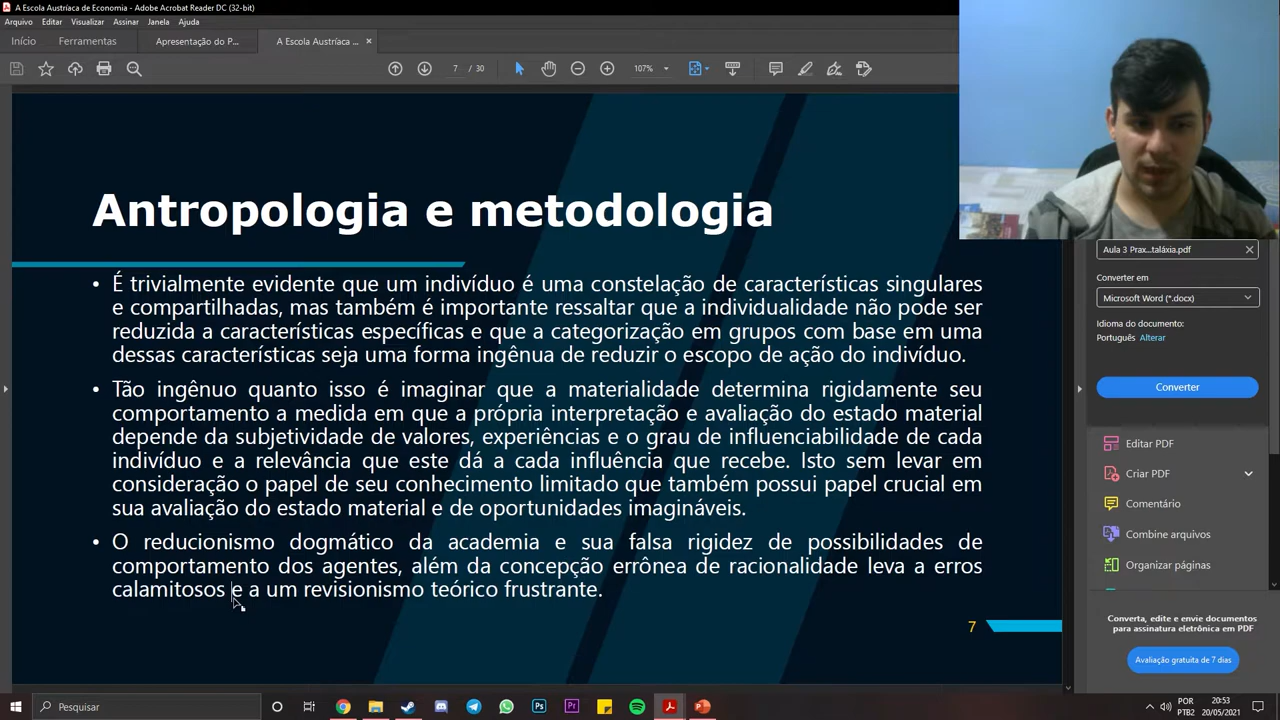 A Escola Austríaca de Economia - Adobe Acrobat Reader DC (32-bit)
Arquivo Editar Visualizar Assinar Janela Ajuda
Início Ferramentas Apresentação do P... A Escola Austríaca ... ×
7 / 30 107%
Antropologia e metodologia
• É trivialmente evidente que um indivíduo é uma constelação de características singulares
e compartilhadas, mas também é importante ressaltar que a individualidade não pode ser
reduzida a características específicas e que a categorização em grupos com base em uma
dessas características seja uma forma ingênua de reduzir o escopo de ação do indivíduo.
• Tão ingênuo quanto isso é imaginar que a materialidade determina rigidamente seu
comportamento a medida em que a própria interpretação e avaliação do estado material
depende da subjetividade de valores, experiências e o grau de influenciabilidade de cada
indivíduo e a relevância que este dá a cada influência que recebe. Isto sem levar em
consideração o papel de seu conhecimento limitado que também possui papel crucial em
sua avaliação do estado material e de oportunidades imagináveis.
• O reducionismo dogmático da academia e sua falsa rigidez de possibilidades de
comportamento dos agentes, além da concepção errônea de racionalidade leva a erros
calamitosos e a um revisionismo teórico frustrante.
7
Aula 3 Prax...taláxia.pdf
Converter em
Microsoft Word (*.docx)
Idioma do documento:
Português Alterar
Converter
Editar PDF
Criar PDF
Comentário
Combine arquivos
Organizar páginas
Converta, edite e envie documentos
para assinatura eletrônica em PDF
Avaliação gratuita de 7 dias
Pesquisar
Ps
Pr
POR
PTB2
20:53
20/05/2021